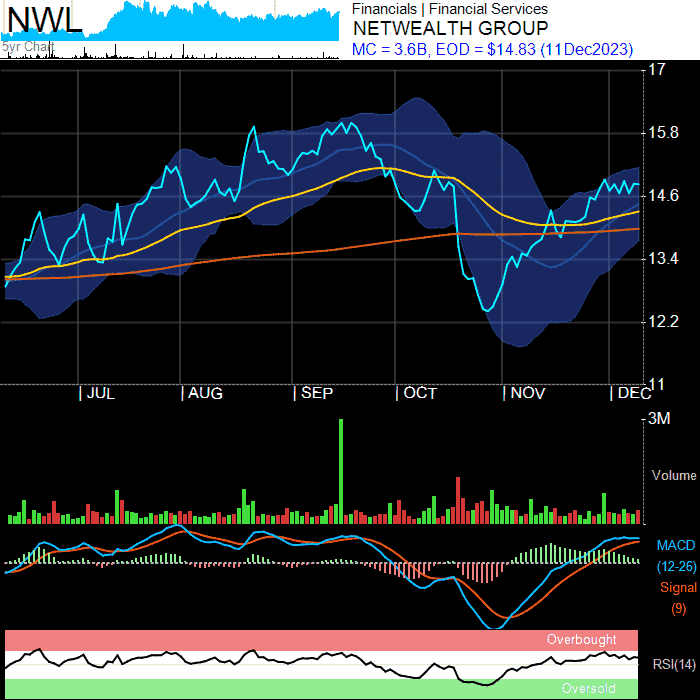 NWL
5yr Chart
Financials | Financial Services
NETWEALTH GROUP
MC = 3.6B, EOD = $14.83 (11Dec2023)
17
15.8
14.6
13.4
12.2
11
JUL AUG SEP OCT NOV DEC
3M
Volume
MACD
(12-26)
Signal
(9)
Overbought
RSI(14)
Oversold